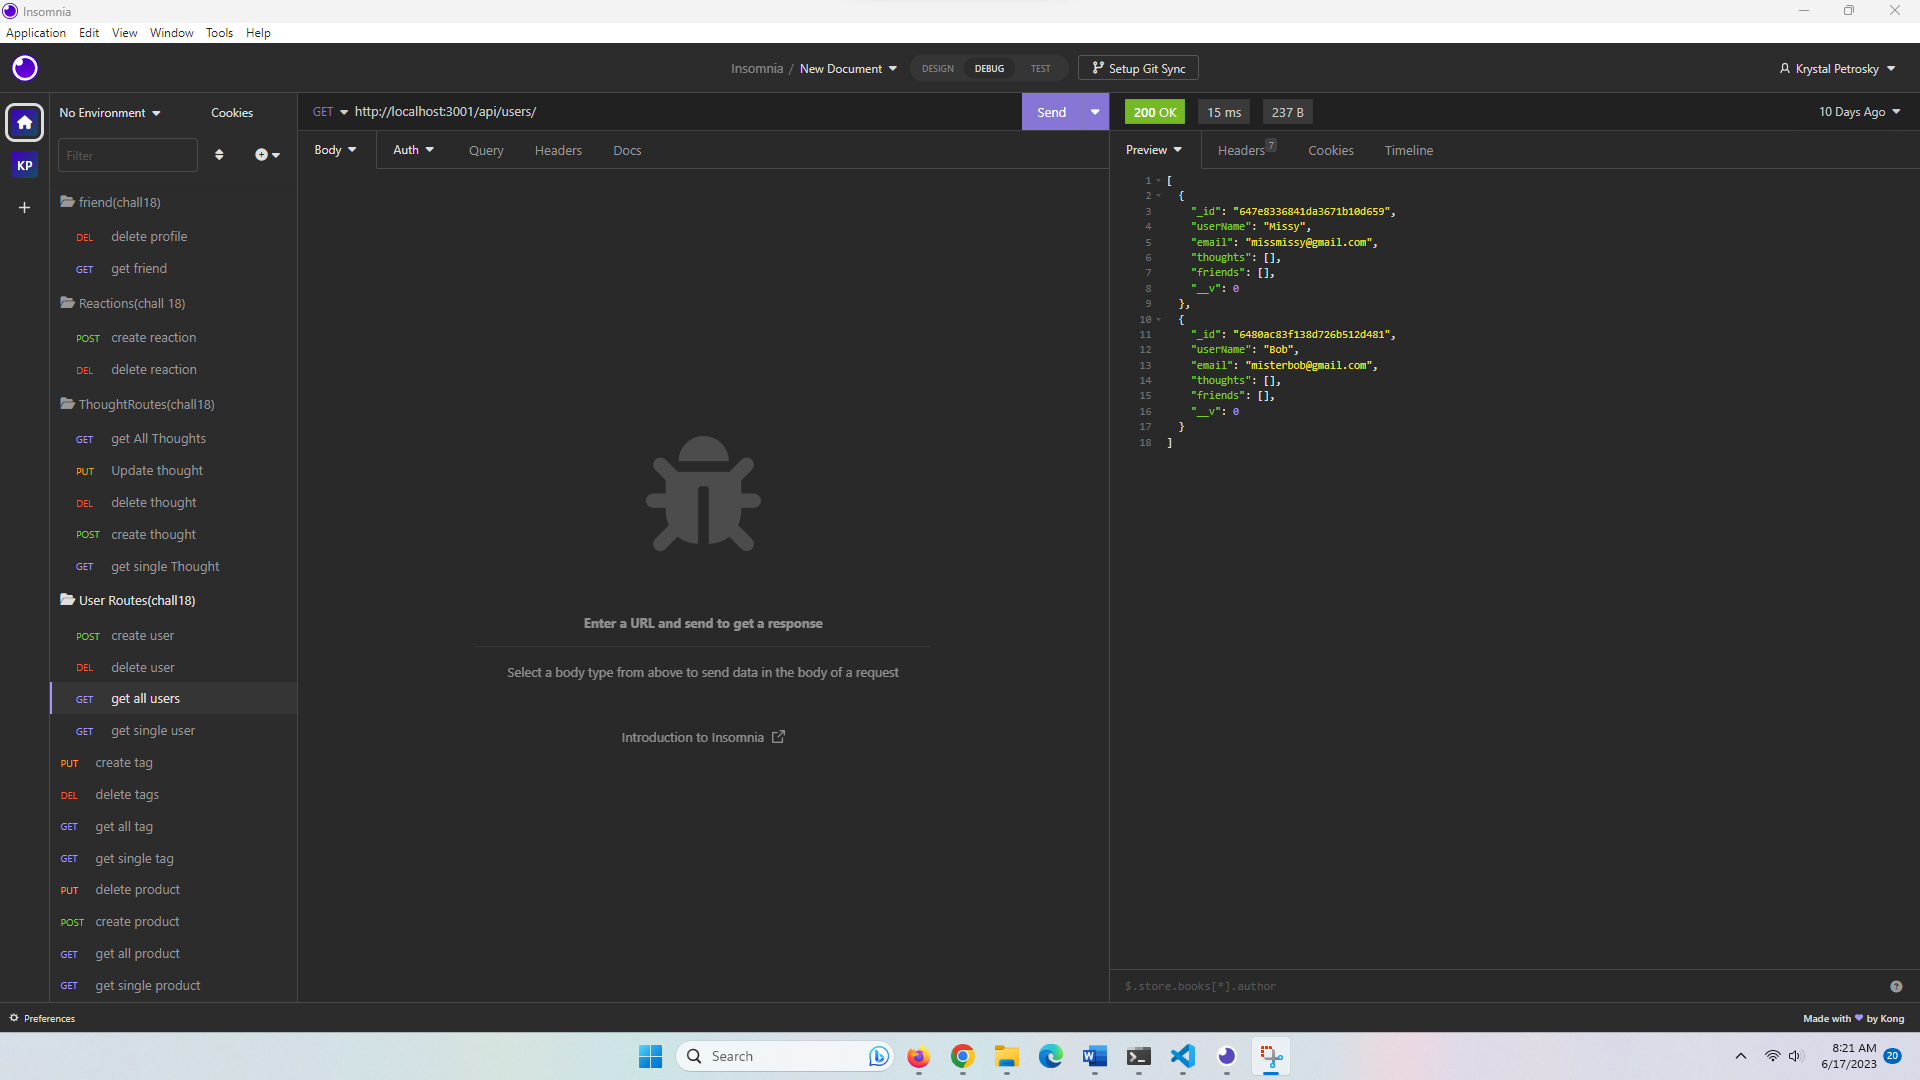 Insomnia
Application Edit View Window Tools Help
Insomnia / New Document DESIGN DEBUG TEST Setup Git Sync Krystal Petrosky
No Environment Cookies
Filter
KP
friend(chall18)
DEL delete profile
GET get friend
Reactions(chall 18)
POST create reaction
DEL delete reaction
ThoughtRoutes(chall18)
GET get All Thoughts
PUT Update thought
DEL delete thought
POST create thought
GET get single Thought
User Routes(chall18)
POST create user
DEL delete user
GET get all users
GET get single user
PUT create tag
DEL delete tags
GET get all tag
GET get single tag
PUT delete product
POST create product
GET get all product
GET get single product
GET http://localhost:3001/api/users/ Send
Body Auth Query Headers Docs
Enter a URL and send to get a response
Select a body type from above to send data in the body of a request
Introduction to Insomnia
200 OK 15 ms 237 B 10 Days Ago
Preview Headers 7 Cookies Timeline
1 [
2 {
3 "_id": "647e8336841da3671b10d659",
4 "userName": "Missy",
5 "email": "missmissy@gmail.com",
6 "thoughts": [],
7 "friends": [],
8 "__v": 0
9 },
10 {
11 "_id": "6480ac83f138d726b512d481",
12 "userName": "Bob",
13 "email": "misterbob@gmail.com",
14 "thoughts": [],
15 "friends": [],
16 "__v": 0
17 }
18 ]
$.store.books[*].author
Preferences Made with by Kong
Search
8:21 AM
6/17/2023 20